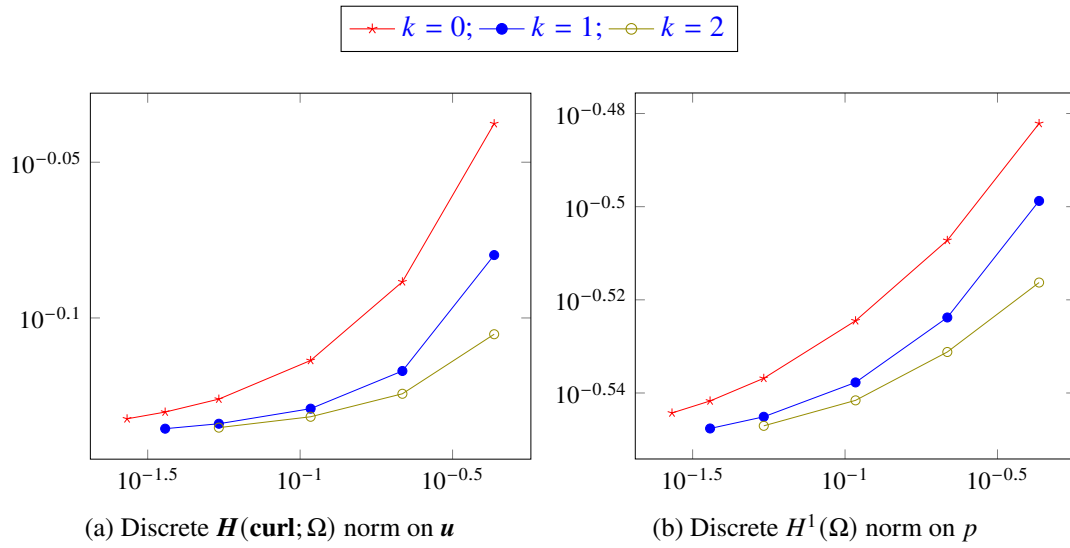 k = 0; k = 1; k = 2
10^−0.05
10^−0.1
10^−1.5 10^−1 10^−0.5
(a) Discrete H(curl; Ω) norm on u
10^−0.48
10^−0.5
10^−0.52
10^−0.54
10^−1.5 10^−1 10^−0.5
(b) Discrete H^1(Ω) norm on p